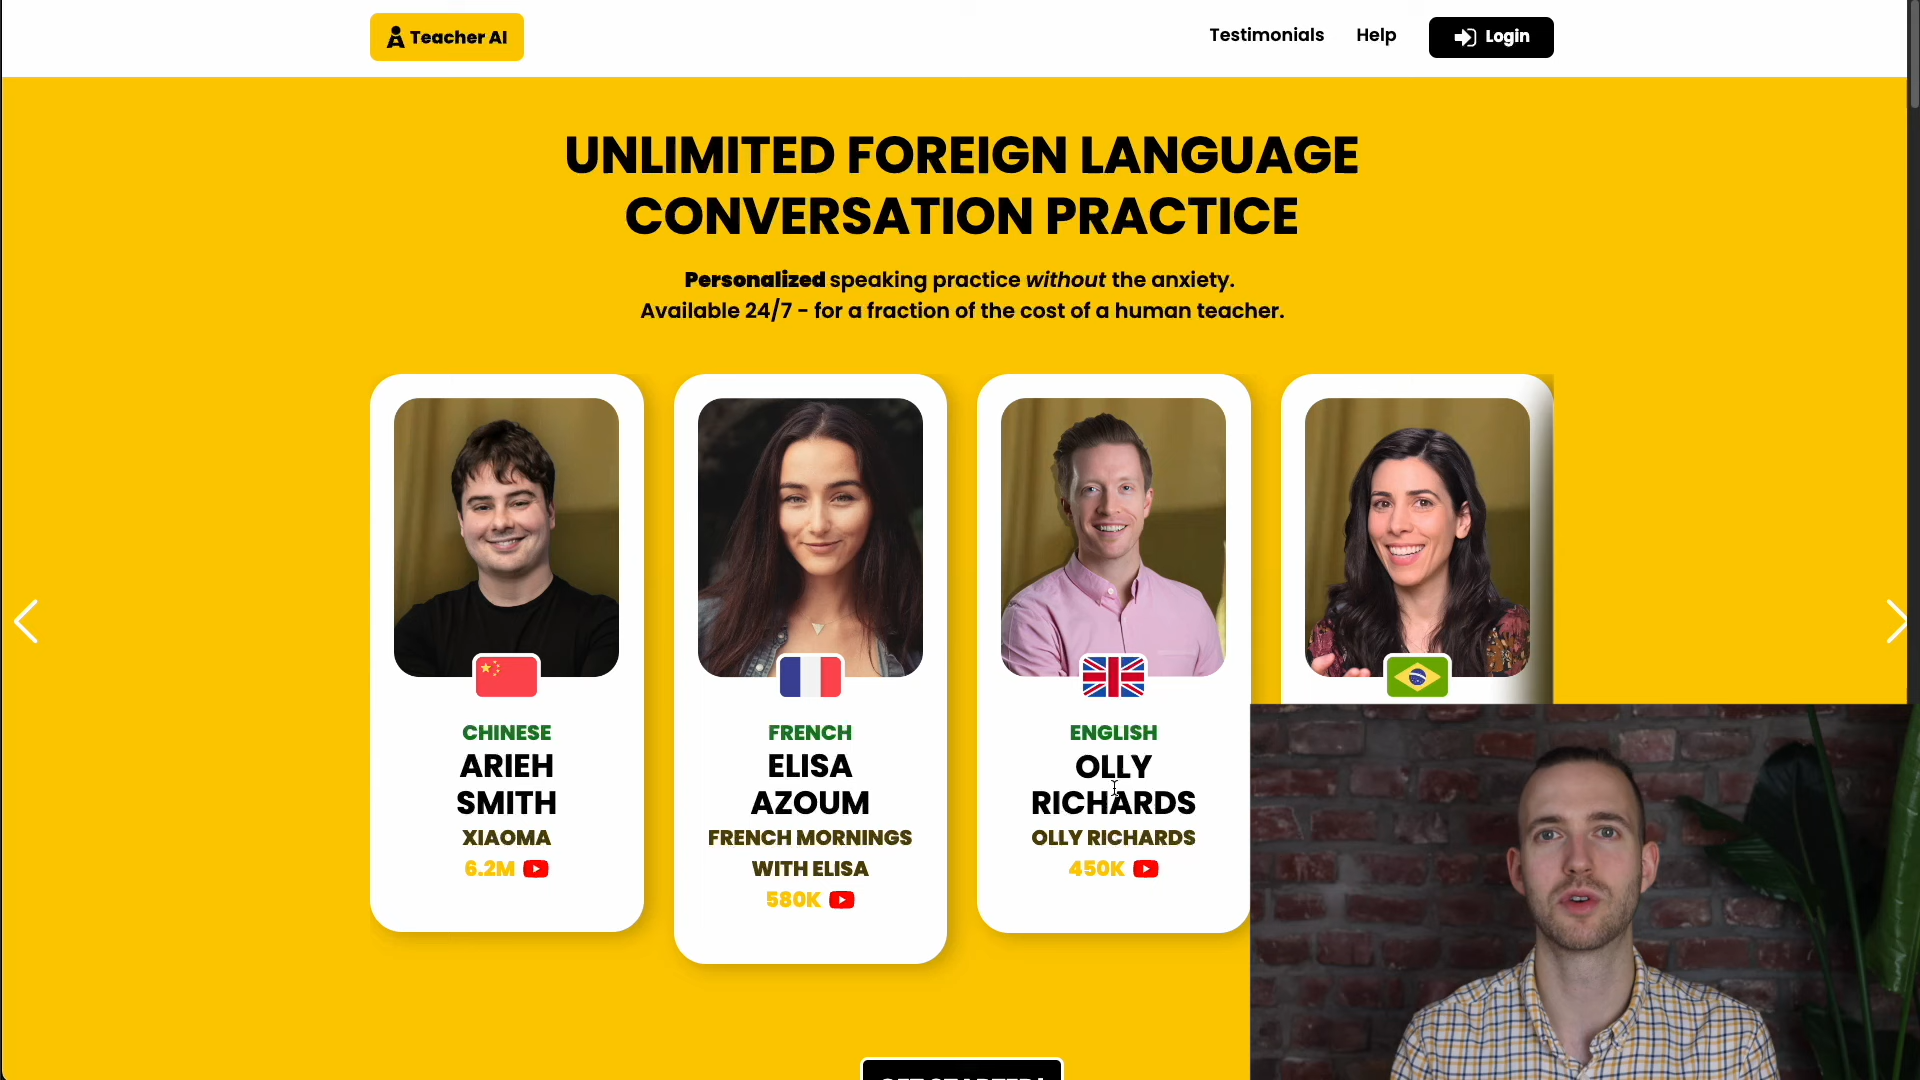 Teacher AI
Testimonials
Help
Login
UNLIMITED FOREIGN LANGUAGE
CONVERSATION PRACTICE
Personalized speaking practice without the anxiety.
Available 24/7 - for a fraction of the cost of a human teacher.
CHINESE
ARIEH
SMITH
XIAOMA
6.2M
FRENCH
ELISA
AZOUM
FRENCH MORNINGS
WITH ELISA
580K
ENGLISH
OLLY
RICHARDS
OLLY RICHARDS
450K